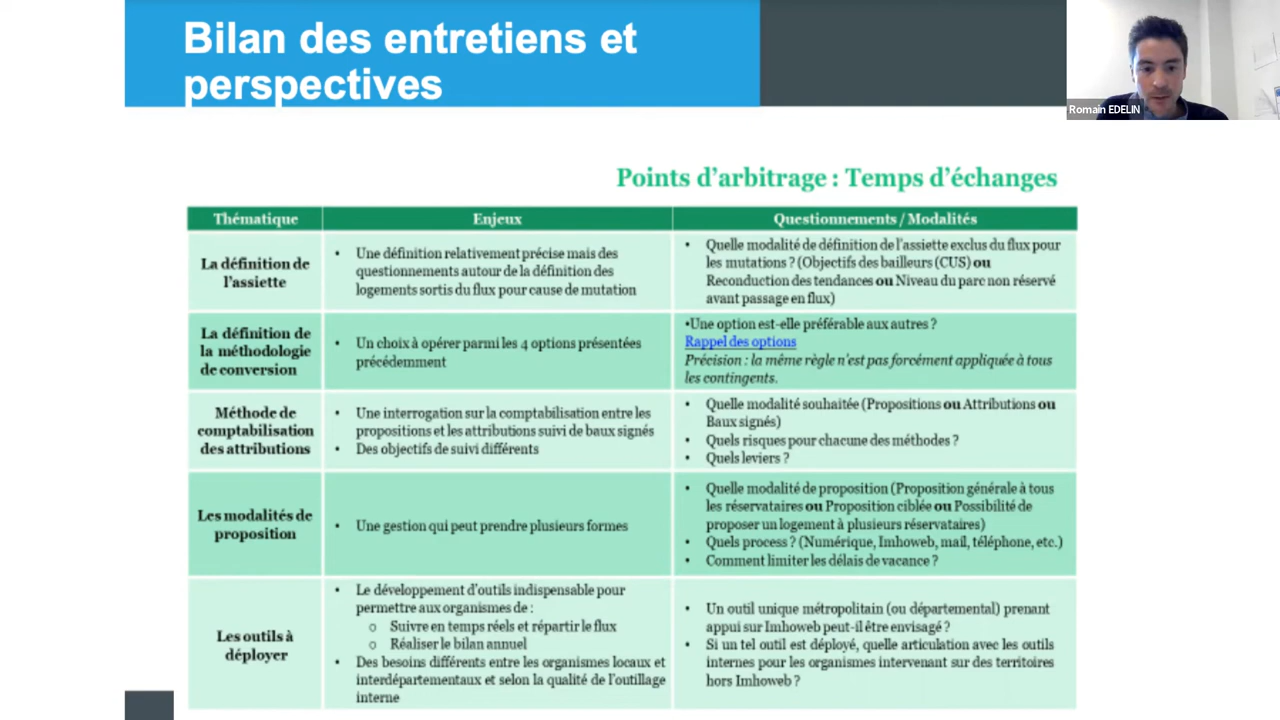 Bilan des entretiens et
perspectives
Romain EDELIN
Points d'arbitrage : Temps d'échanges
Thématique
Enjeux
Questionnements / Modalités
La définition de
l'assiette
• Une définition relativement précise mais des
questionnements autour de la définition des
logements sortis du flux pour cause de mutation
• Quelle modalité de définition de l'assiette exclus du flux pour
les mutations ? (Objectifs des bailleurs (CUS) ou
Reconduction des tendances ou Niveau du parc non réservé
avant passage en flux)
La définition de
la méthodologie
de conversion
• Un choix à opérer parmi les 4 options présentées
précédemment
•Une option est-elle préférable aux autres ?
Rappel des options
Précision : la même règle n'est pas forcément appliquée à tous
les contingents.
Méthode de
comptabilisation
des attributions
• Une interrogation sur la comptabilisation entre les
propositions et les attributions suivi de baux signés
• Des objectifs de suivi différents
• Quelle modalité souhaitée (Propositions ou Attributions ou
Baux signés)
• Quels risques pour chacune des méthodes ?
• Quels leviers ?
Les modalités de
proposition
• Une gestion qui peut prendre plusieurs formes
• Quelle modalité de proposition (Proposition générale à tous
les réservataires ou Proposition ciblée ou Possibilité de
proposer un logement à plusieurs réservataires)
• Quels process ? (Numérique, Imhoweb, mail, téléphone, etc.)
• Comment limiter les délais de vacance ?
Les outils à
déployer
• Le développement d'outils indispensable pour
permettre aux organismes de :
o Suivre en temps réels et répartir le flux
o Réaliser le bilan annuel
• Des besoins différents entre les organismes locaux et
interdépartementaux et selon la qualité de l'outillage
interne
• Un outil unique métropolitain (ou départemental) prenant
appui sur Imhoweb peut-il être envisagé ?
• Si un tel outil est déployé, quelle articulation avec les outils
internes pour les organismes intervenant sur des territoires
hors Imhoweb ?